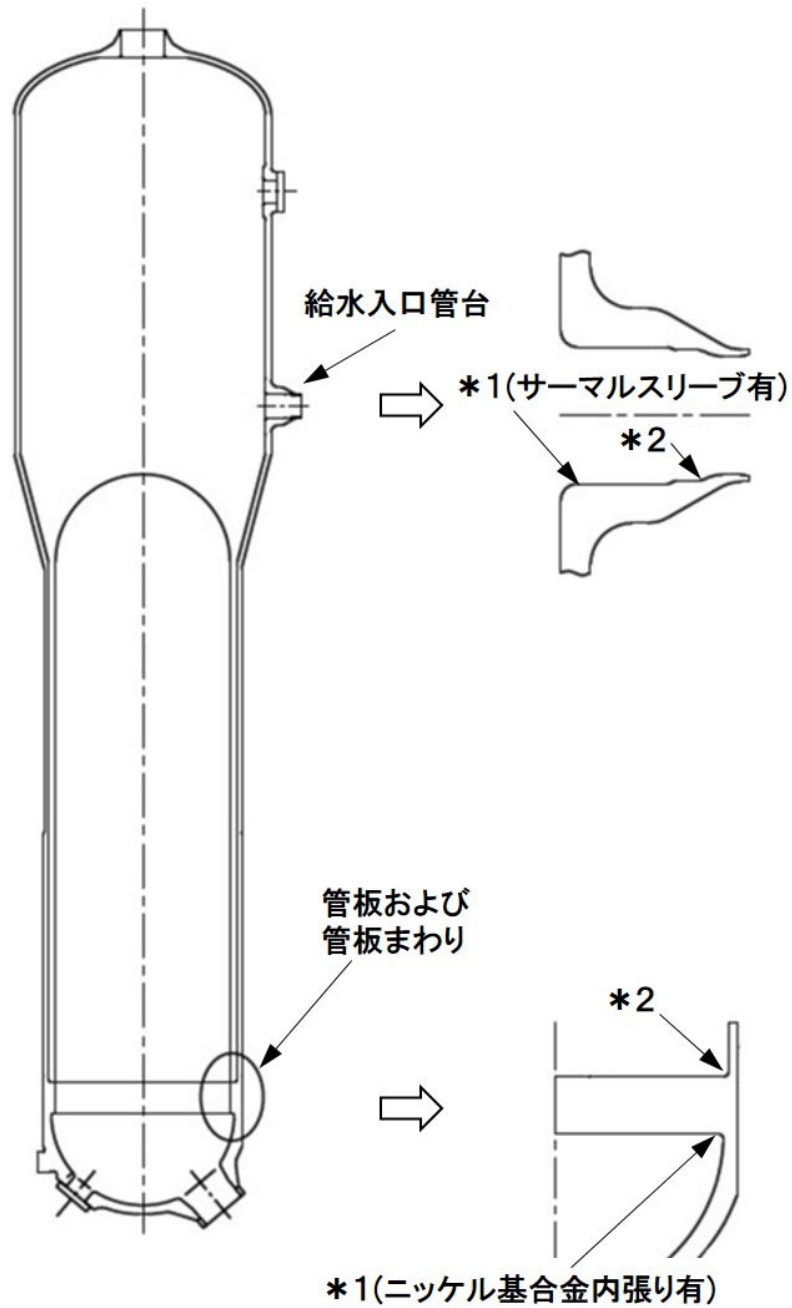 給水入口管台
*1(サーマルスリーブ有)
*2
管板および
管板まわり
*2
*1(ニッケル基合金内張り有)